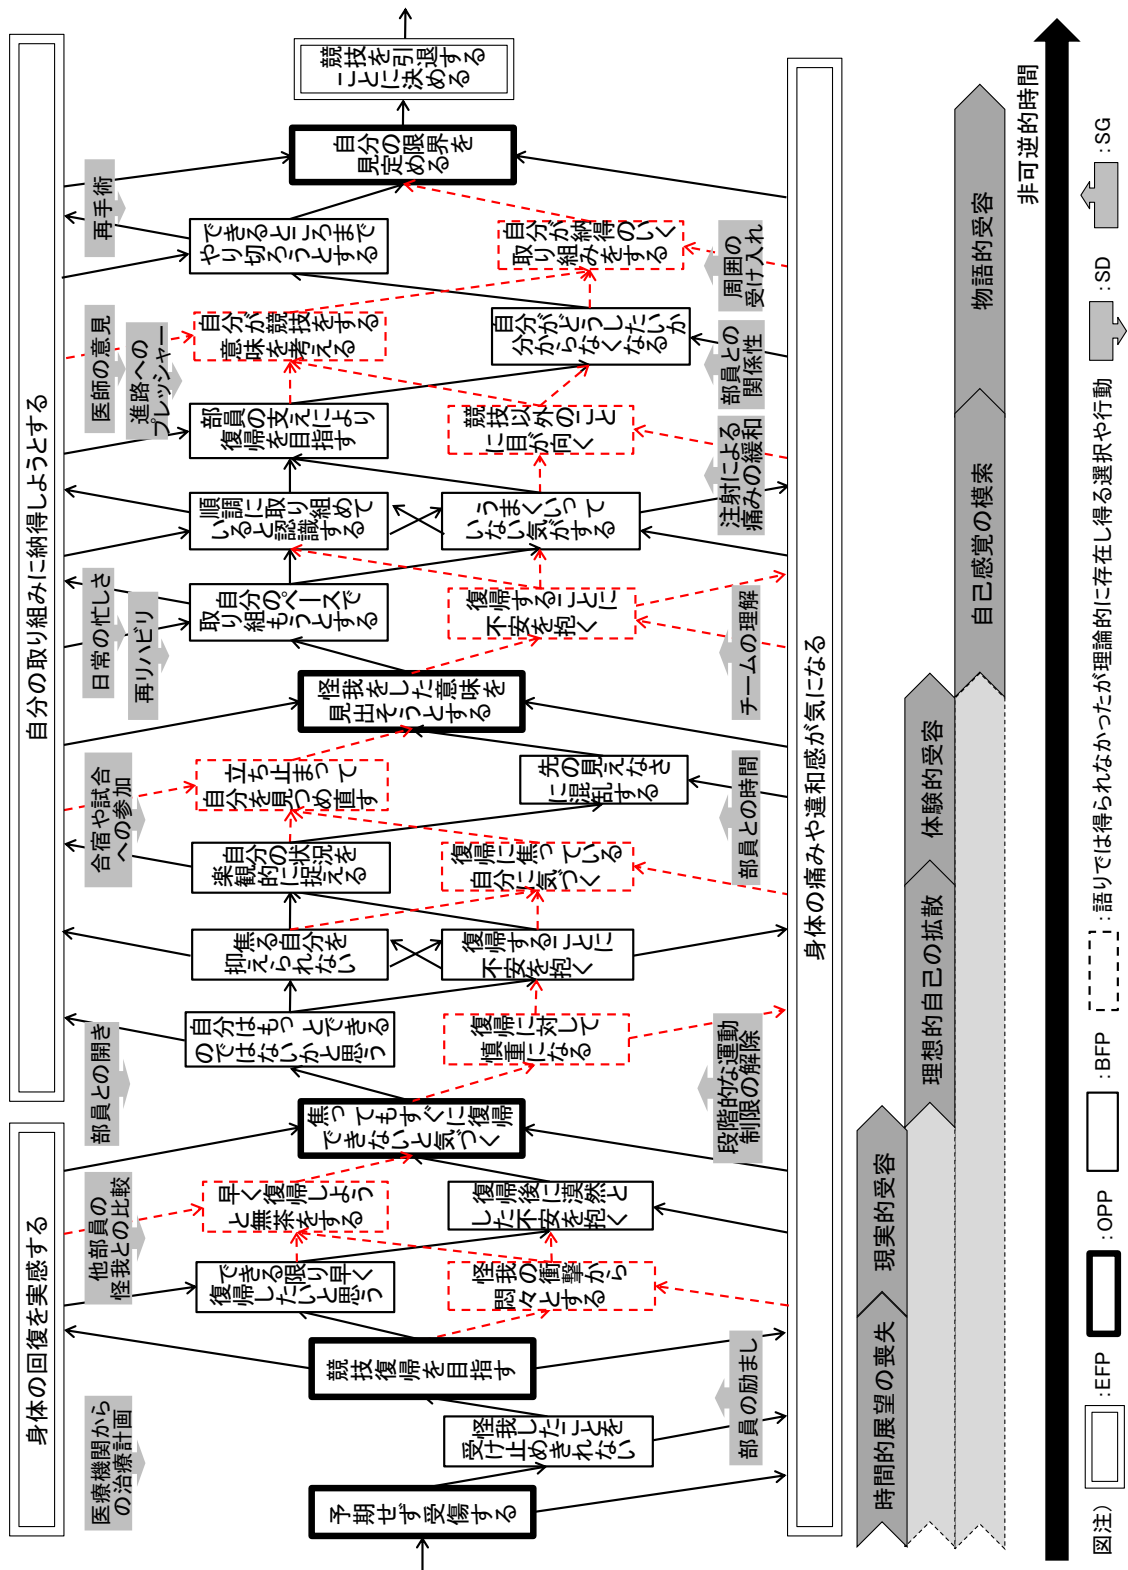 身体の回復を実感する
自分の取り組みに納得しようとする
医療機関から
の治療計画
他部員の
怪我との比較
部員との開き
合宿や試合
への参加
日常の忙しさ
再リハビリ
医師の意見
進路への
プレッシャー
再手術
予期せず受傷する
怪我したことを
受け止めきれない
競技復帰を目指す
できる限り早く
復帰したいと思う
怪我の衝撃から
悶々とする
早く復帰しよう
と無茶をする
復帰後に漠然と
した不安を抱く
焦ってもすぐに復帰
できないと気づく
自分はもっとできる
のではないかと思う
復帰に対して
慎重になる
焦る自分を
抑えられない
復帰することに
不安を抱く
自分の状況を
楽観的に捉える
復帰に焦っている
自分に気づく
立ち止まって
自分を見つめ直す
先の見えなさ
に混乱する
怪我をした意味を
見出そうとする
自分のペースで
取り組もうとする
復帰することに
不安を抱く
順調に取り組めて
いると認識する
うまくいって
いない気がする
部員の支えにより
復帰を目指す
競技以外のこと
に目が向く
自分が競技をする
意味を考える
自分がどうしたいか
分からなくなる
できるところまで
やり切ろうとする
自分が納得のいく
取り組みをする
自分の限界を
見定める
競技を引退する
ことに決める
部員の励まし
段階的な運動
制限の解除
部員との時間
チームの理解
注射による
痛みの緩和
部員との
関係性
周囲の
受け入れ
身体の痛みや違和感が気になる
時間的展望の喪失
現実的受容
理想的自己の拡散
体験的受容
自己感覚の模索
物語的受容
非可逆的時間
図注)
:EFP
:OPP
:BFP
:語りでは得られなかったが理論的に存在し得る選択や行動
:SD
:SG